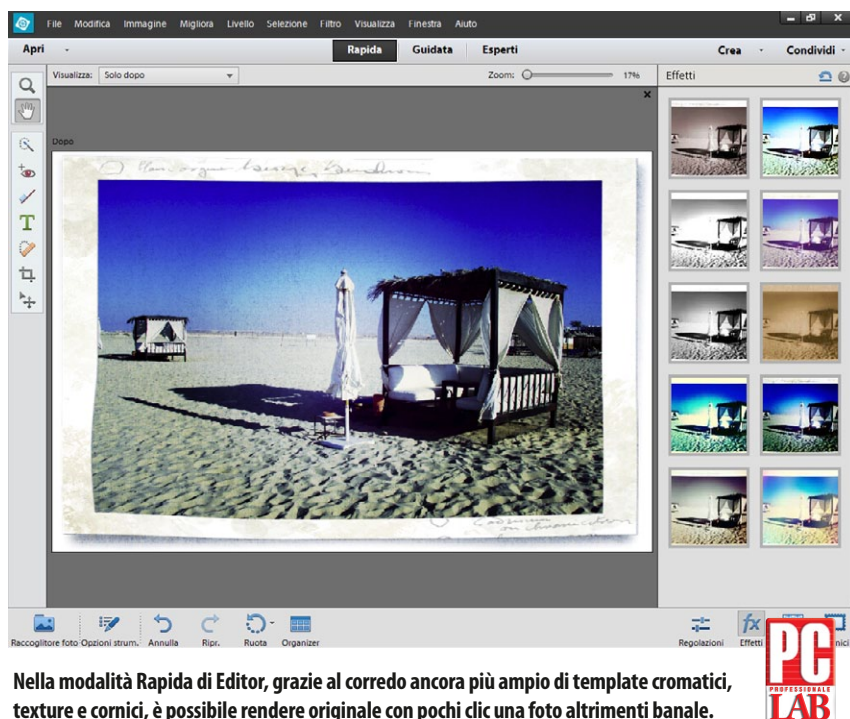 File Modifica Immagine Migliora Livello Selezione Filtro Visualizza Finestra Aiuto
Apri Rapida Guidata Esperti Crea Condividi
Visualizza: Solo dopo Zoom: 17% Effetti
Dopo
Raccoglitore foto Opzioni strum. Annulla Ripr. Ruota Organizer Regolazioni Effetti
Nella modalità Rapida di Editor, grazie al corredo ancora più ampio di template cromatici,
texture e cornici, è possibile rendere originale con pochi clic una foto altrimenti banale.
PC
PROFESSIONALE
LAB